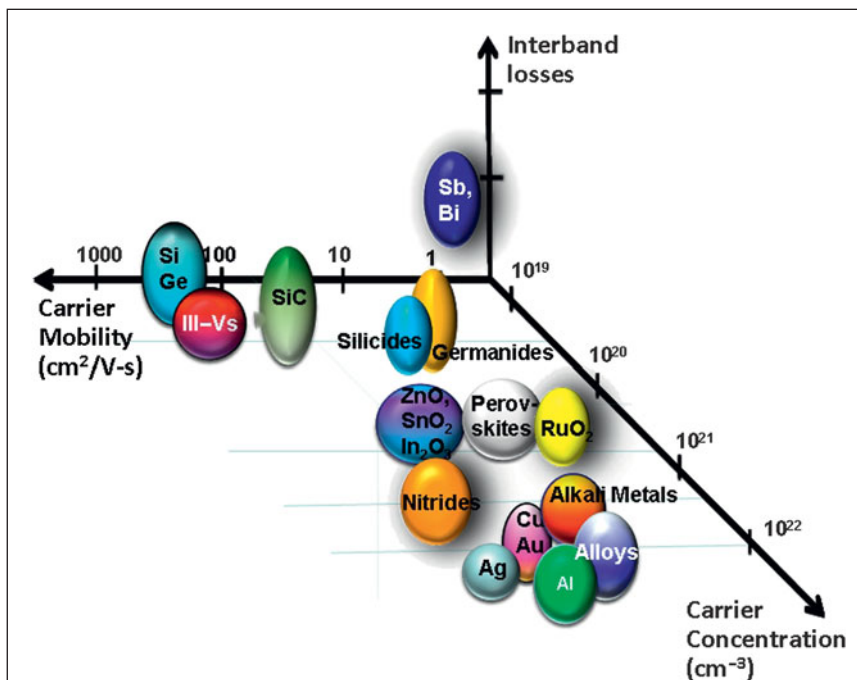 Interband
losses
Sb,
Bi
1000
100
10
1
Si
Ge
SiC
III–Vs
Carrier
Mobility
(cm²/V-s)
10¹⁹
Silicides
Germanides
10²⁰
ZnO,
SnO₂
In₂O₃
Perov-
skites
RuO₂
10²¹
Nitrides
Alkali Metals
Cu
Au
Alloys
10²²
Ag
Al
Carrier
Concentration
(cm⁻³)